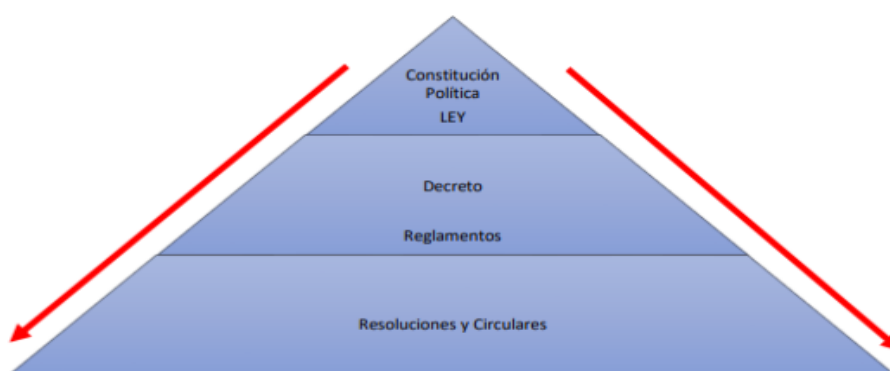 Constitución
Política
LEY
Decreto
Reglamentos
Resoluciones y Circulares